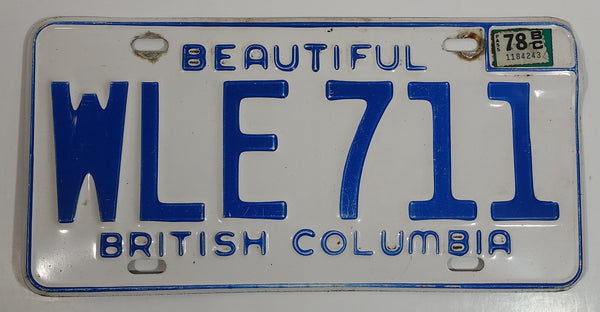 BEAUTIFUL
78 BC
1184243
WLE 711
BRITISH COLUMBIA